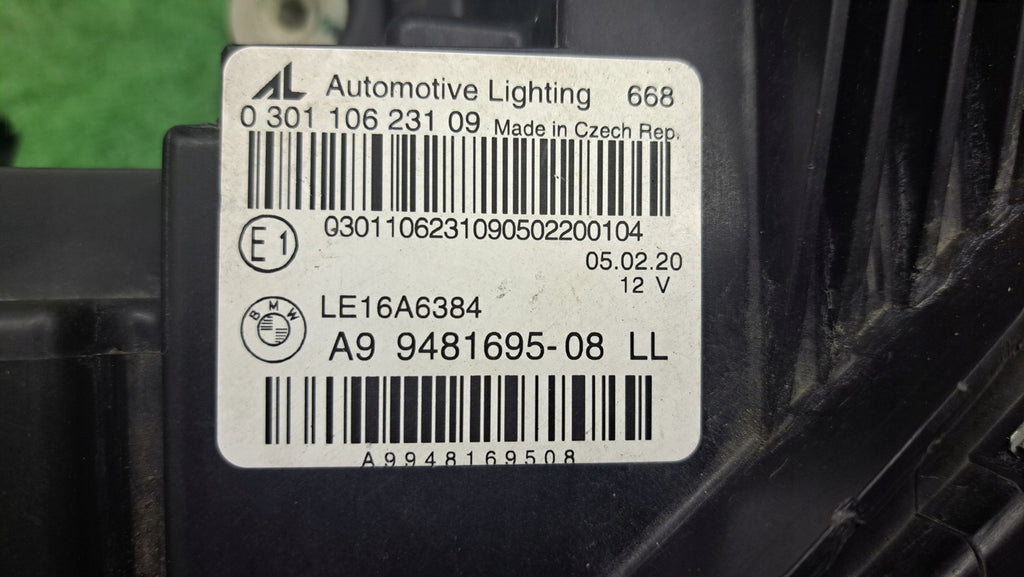 AL Automotive Lighting 668
0 301 106 231 09 Made in Czech Rep.
0301106231090502200104
E1
05.02.20
12 V
BMW
LE16A6384
A9 9481695-08 LL
A9948169508